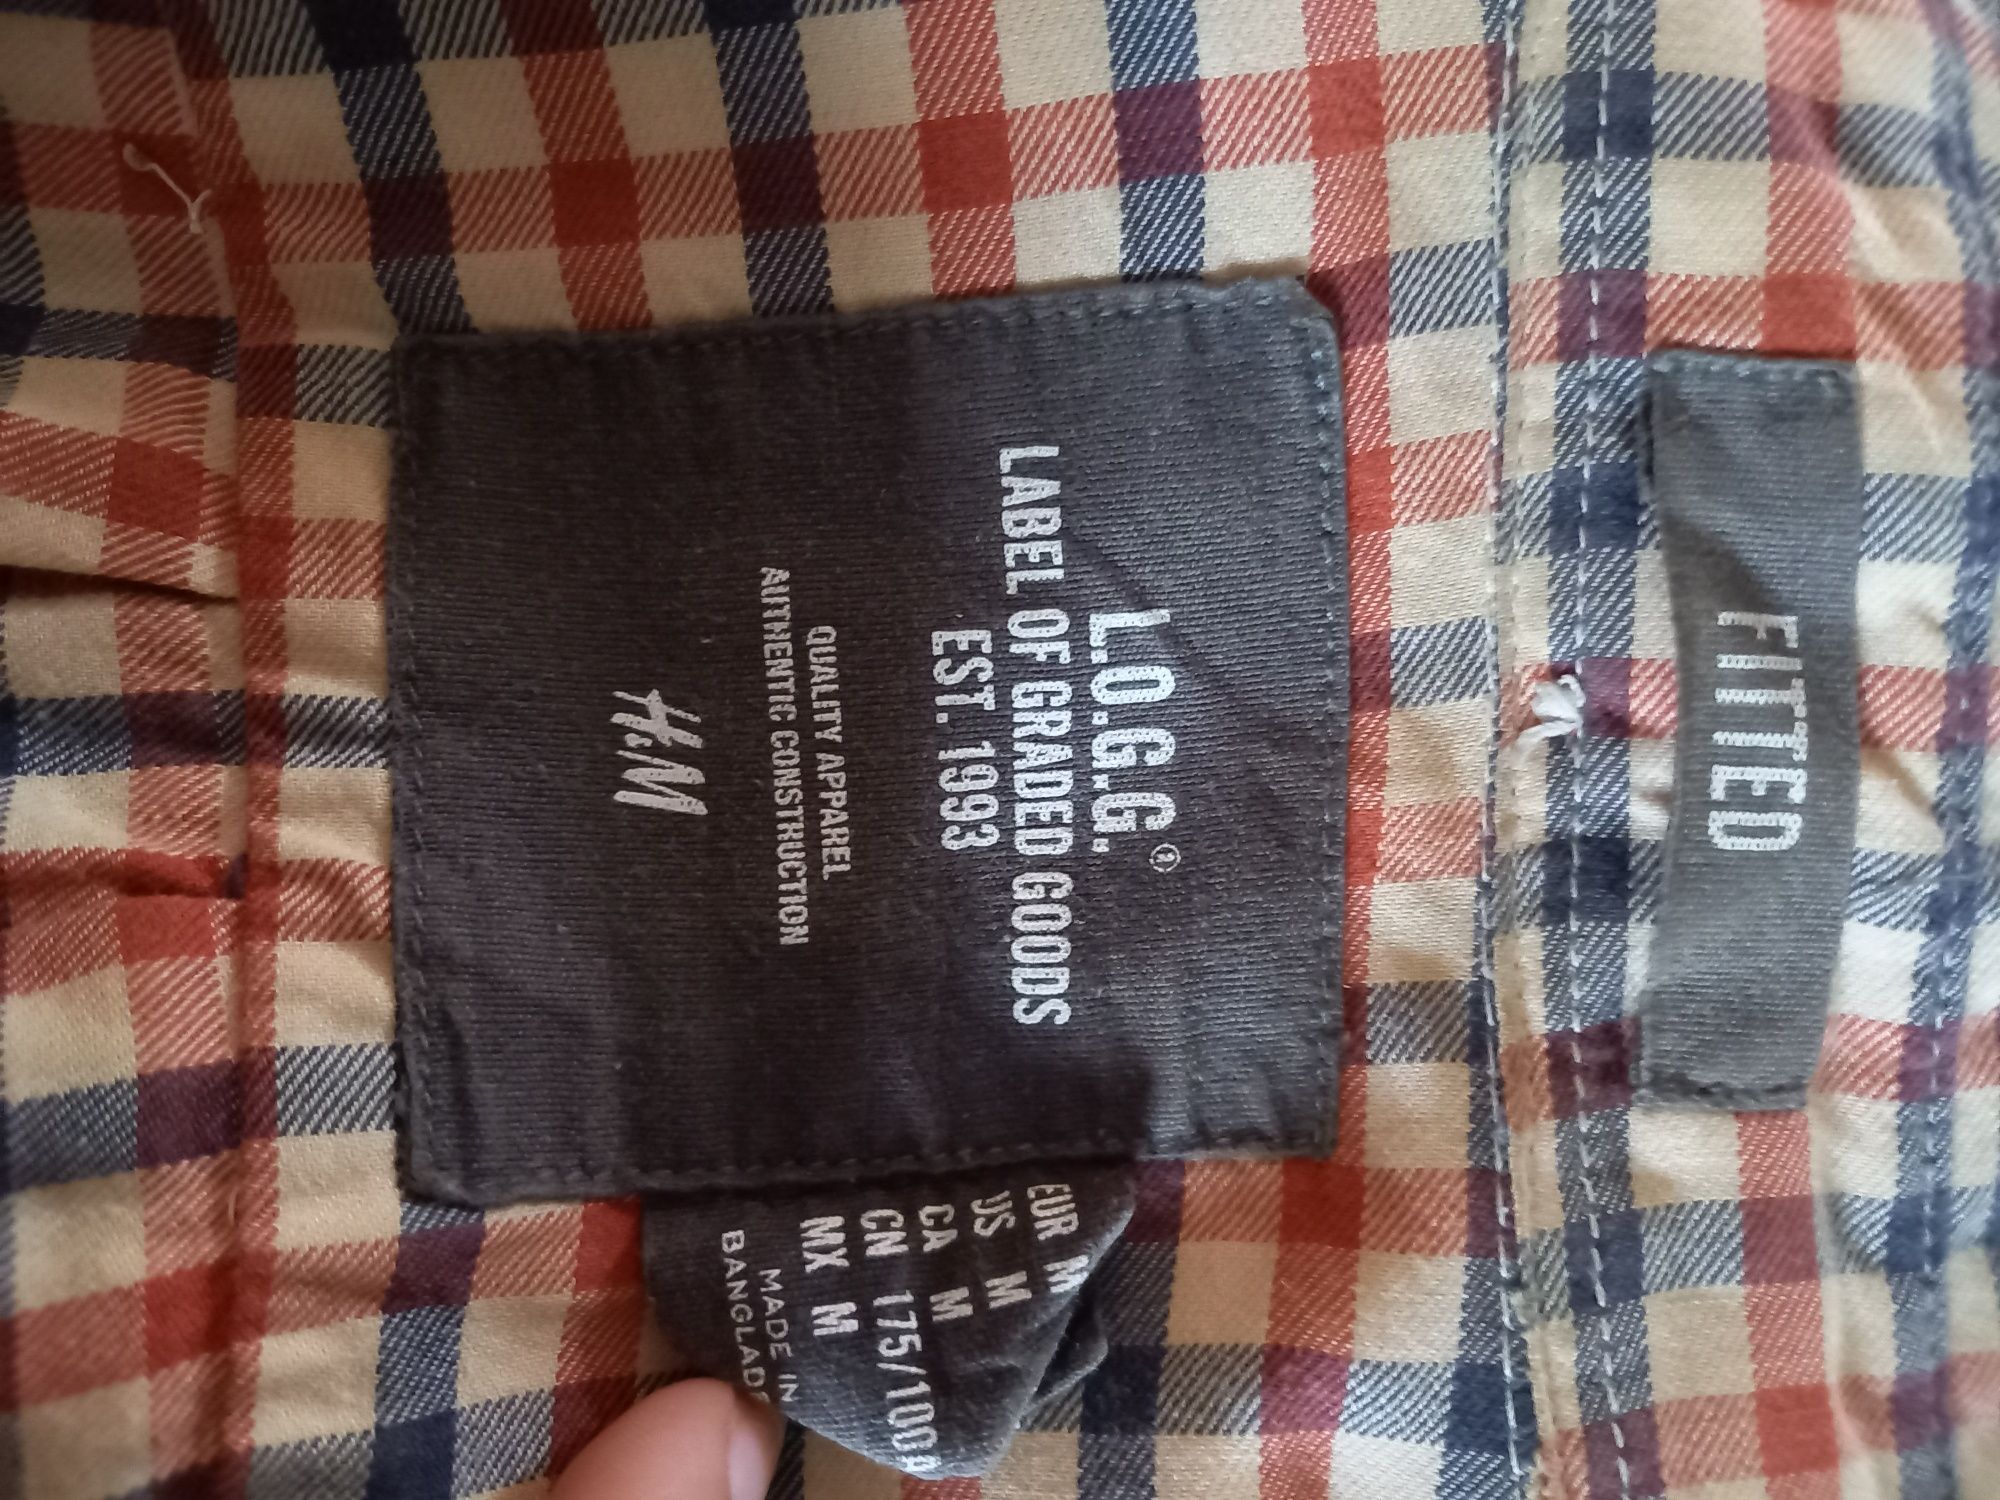 FITTED
L.O.G.G.®
LABEL OF GRADED GOODS
EST. 1993
QUALITY APPAREL
AUTHENTIC CONSTRUCTION
H&M
EUR M
US M
CA M
CN 175/100A
MX M
MADE IN